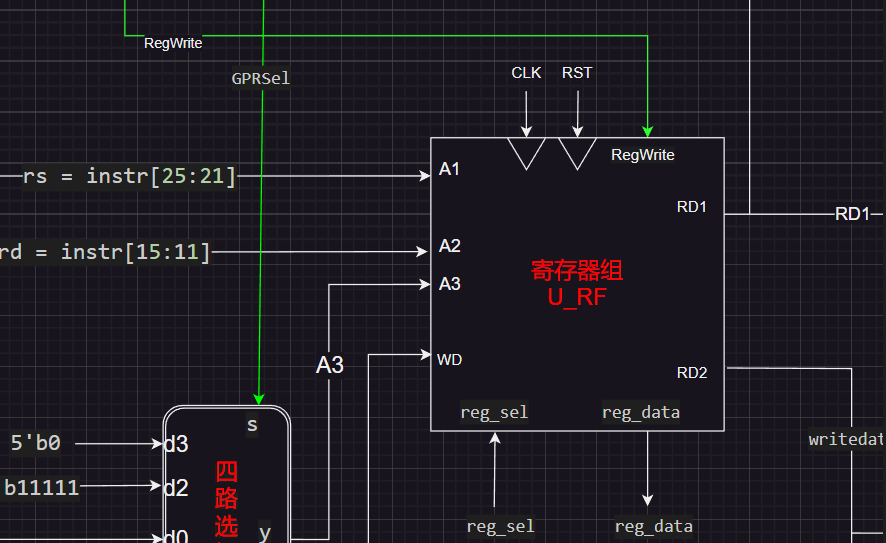 RegWrite
GPRSel
CLK
RST
RegWrite
rs = instr[25:21]
A1
RD1
RD1
rd = instr[15:11]
A2
寄存器组
U_RF
A3
A3
WD
RD2
reg_sel
reg_data
s
writedat
5'b0
d3
四
b11111
d2
路
选
reg_sel
reg_data
d0
y